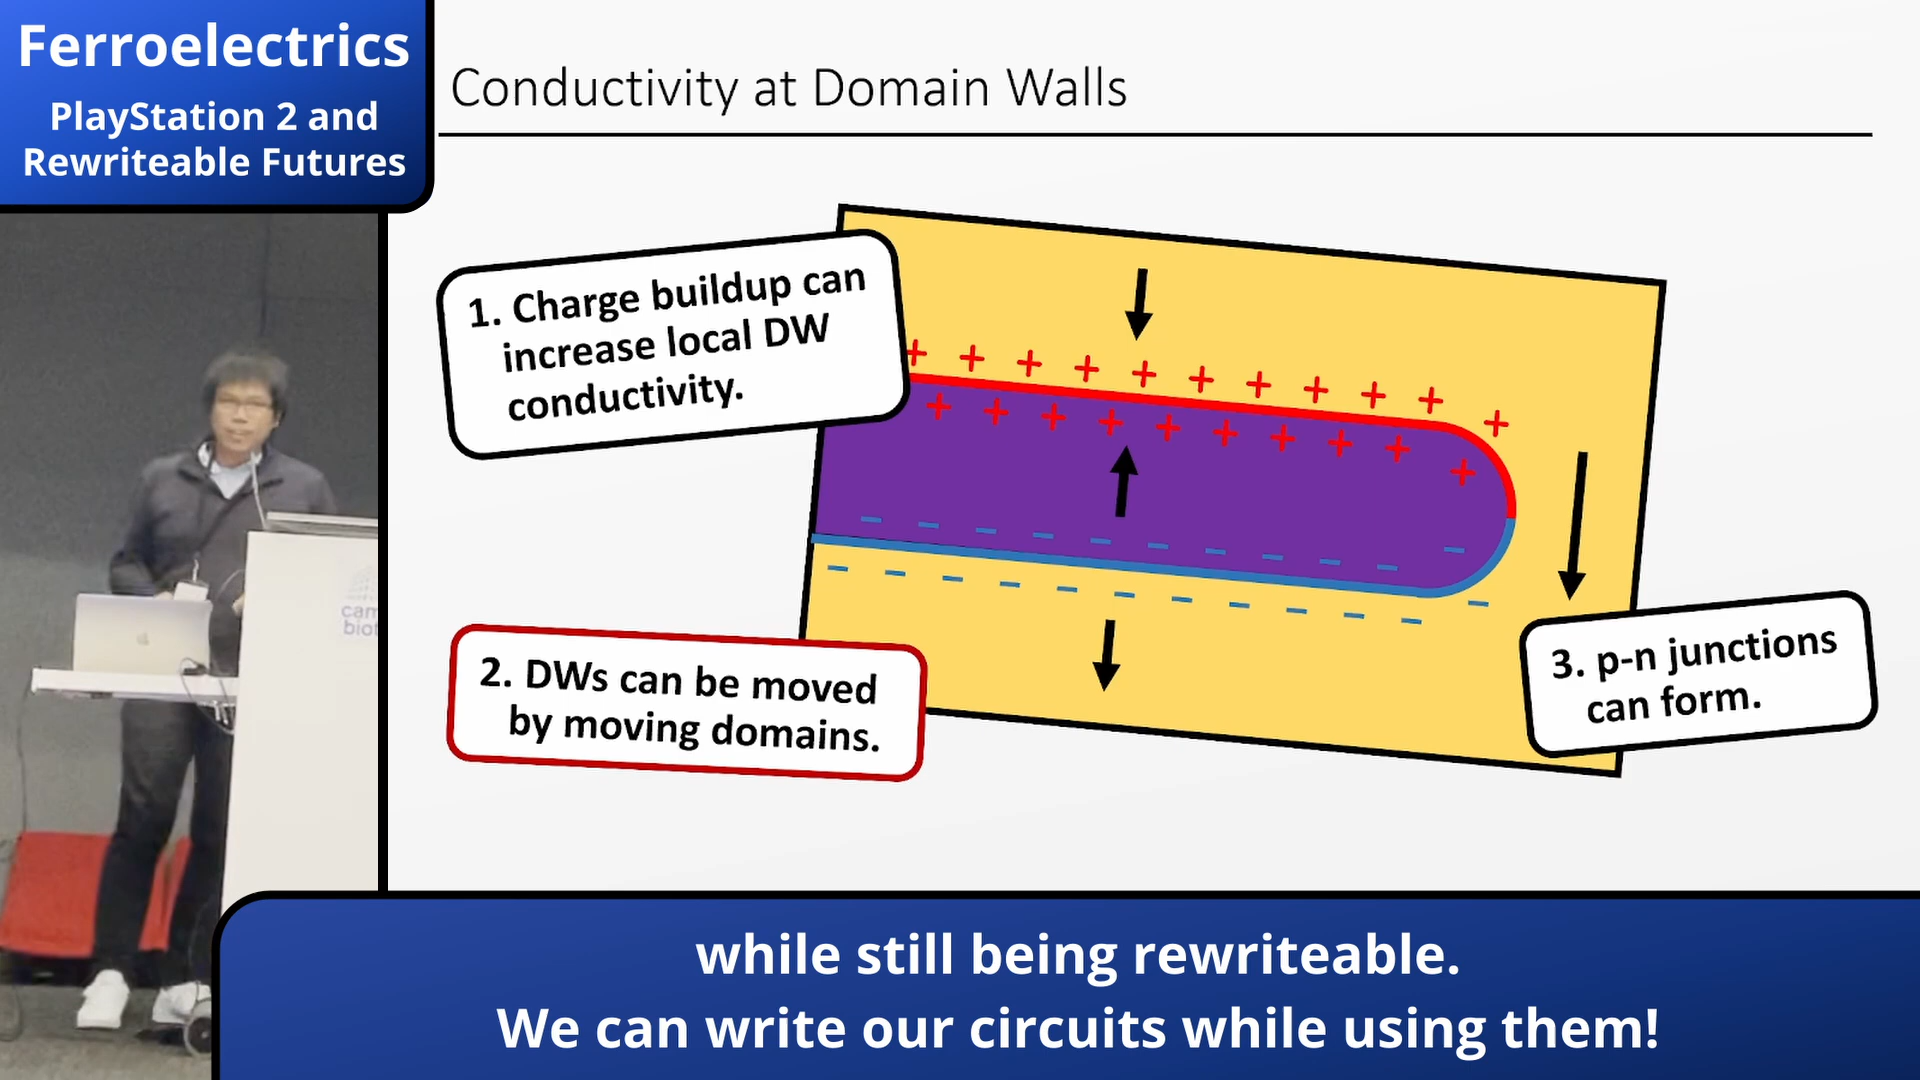 Ferroelectrics
PlayStation 2 and
Rewriteable Futures
Conductivity at Domain Walls
1. Charge buildup can
increase local DW
conductivity.
2. DWs can be moved
by moving domains.
3. p-n junctions
can form.
cam
biot
while still being rewriteable.
We can write our circuits while using them!